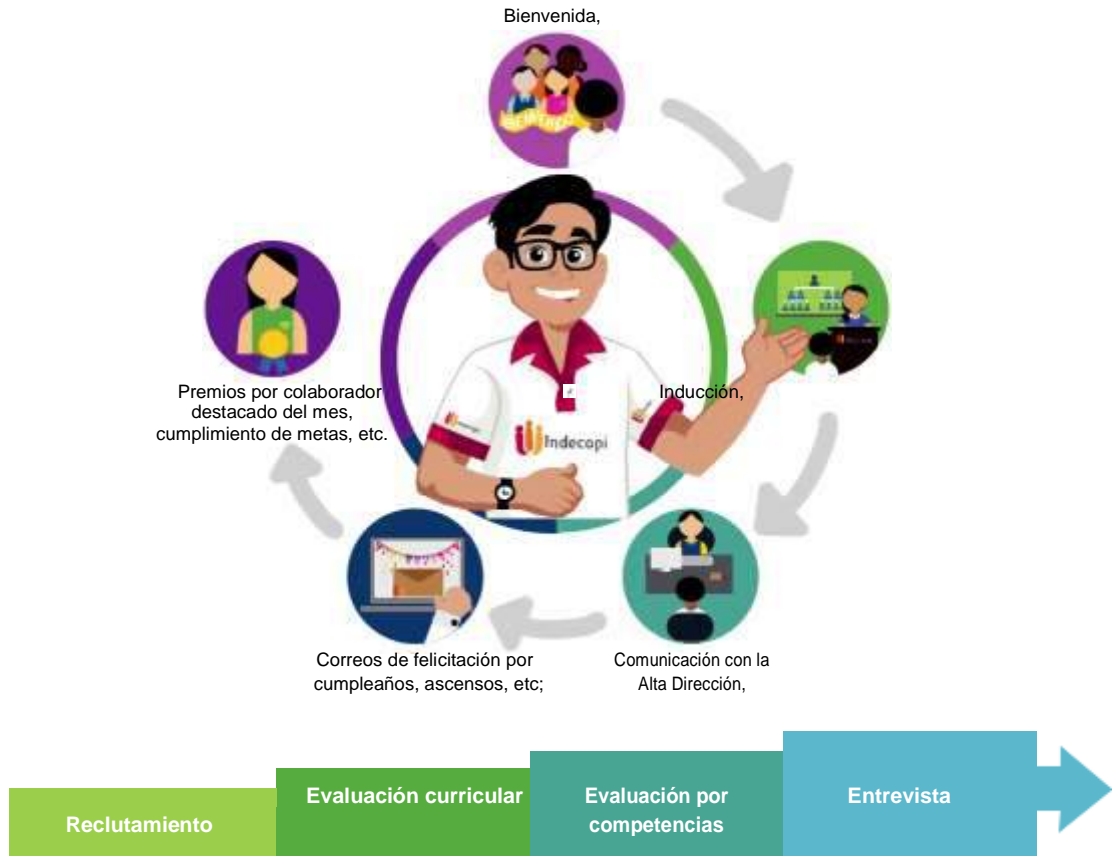 Bienvenida,
Premios por colaborador
destacado del mes,
cumplimiento de metas, etc.
Inducción,
Indecopi
Correos de felicitación por
cumpleaños, ascensos, etc;
Comunicación con la
Alta Dirección,
Reclutamiento
Evaluación curricular
Evaluación por
competencias
Entrevista